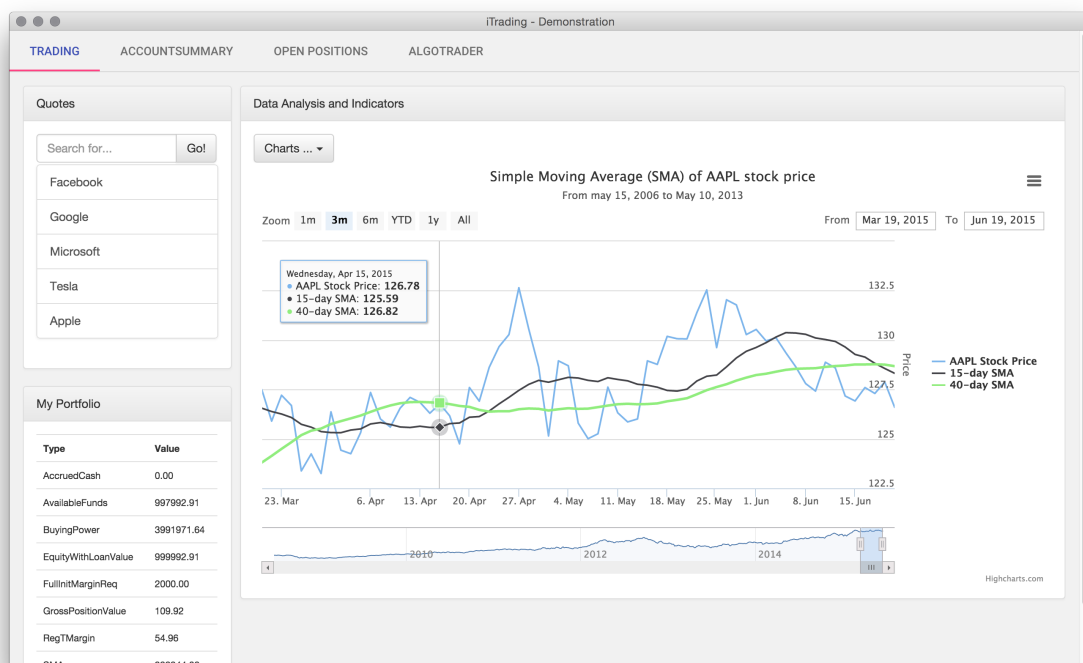 iTrading - Demonstration
TRADING ACCOUNTSUMMARY OPEN POSITIONS ALGOTRADER
Quotes
Search for... Go!
Facebook
Google
Microsoft
Tesla
Apple
My Portfolio
Type Value
AccruedCash 0.00
AvailableFunds 997992.91
BuyingPower 3991971.64
EquityWithLoanValue 999992.91
FullInitMarginReq 2000.00
GrossPositionValue 109.92
RegTMargin 54.96
Data Analysis and Indicators
Charts ...
Simple Moving Average (SMA) of AAPL stock price
From may 15, 2006 to May 10, 2013
Zoom 1m 3m 6m YTD 1y All
From Mar 19, 2015 To Jun 19, 2015
Wednesday, Apr 15, 2015
AAPL Stock Price: 126.78
15-day SMA: 125.59
40-day SMA: 126.82
132.5
130
127.5
125
122.5
Price
AAPL Stock Price
15-day SMA
40-day SMA
23. Mar 6. Apr 13. Apr 20. Apr 27. Apr 4. May 11. May 18. May 25. May 1. Jun 8. Jun 15. Jun
2010 2012 2014
Highcharts.com